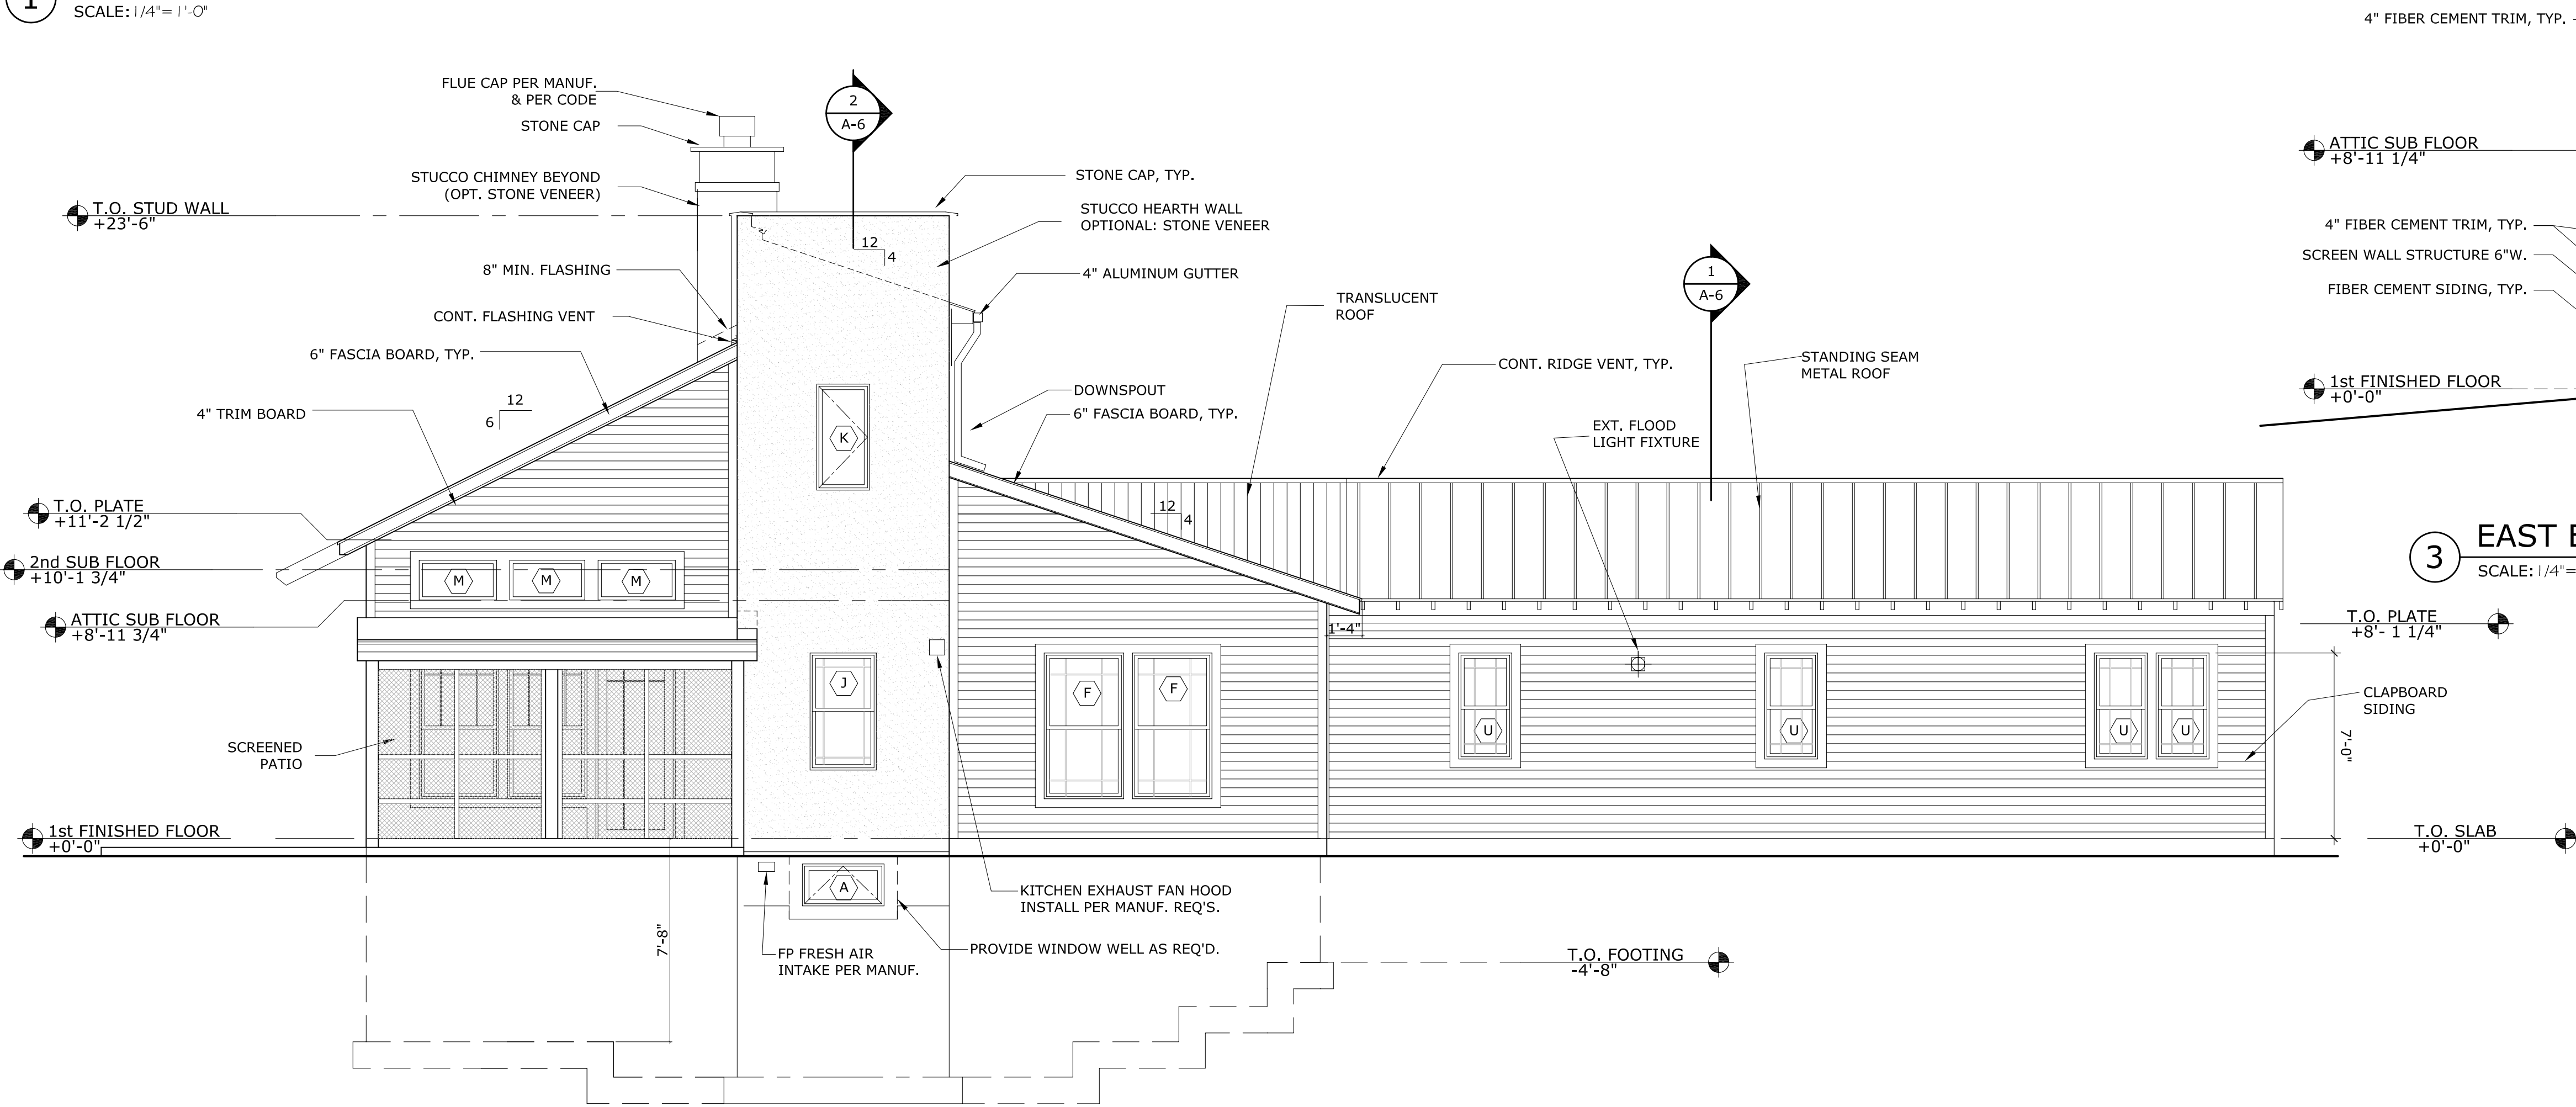 1
SCALE: 1/4"= 1'-0"
4" FIBER CEMENT TRIM, TYP.
FLUE CAP PER MANUF.
& PER CODE
STONE CAP
STUCCO CHIMNEY BEYOND
(OPT. STONE VENEER)
T.O. STUD WALL
+23'-6"
2
A-6
STONE CAP, TYP.
STUCCO HEARTH WALL
OPTIONAL: STONE VENEER
12
4
8" MIN. FLASHING
4" ALUMINUM GUTTER
CONT. FLASHING VENT
TRANSLUCENT
ROOF
1
A-6
6" FASCIA BOARD, TYP.
CONT. RIDGE VENT, TYP.
STANDING SEAM
METAL ROOF
12
6
4" TRIM BOARD
DOWNSPOUT
6" FASCIA BOARD, TYP.
EXT. FLOOD
LIGHT FIXTURE
K
12
4
T.O. PLATE
+11'-2 1/2"
2nd SUB FLOOR
+10'-1 3/4"
M
M
M
ATTIC SUB FLOOR
+8'-11 3/4"
1'-4"
J
F
F
U
U
U
U
SCREENED
PATIO
CLAPBOARD
SIDING
7'-0"
1st FINISHED FLOOR
+0'-0"
A
KITCHEN EXHAUST FAN HOOD
INSTALL PER MANUF. REQ'S.
7'-8"
FP FRESH AIR
INTAKE PER MANUF.
PROVIDE WINDOW WELL AS REQ'D.
T.O. FOOTING
-4'-8"
ATTIC SUB FLOOR
+8'-11 1/4"
4" FIBER CEMENT TRIM, TYP.
SCREEN WALL STRUCTURE 6"W.
FIBER CEMENT SIDING, TYP.
1st FINISHED FLOOR
+0'-0"
3
EAST
SCALE: 1/4"=
T.O. PLATE
+8'- 1 1/4"
T.O. SLAB
+0'-0"